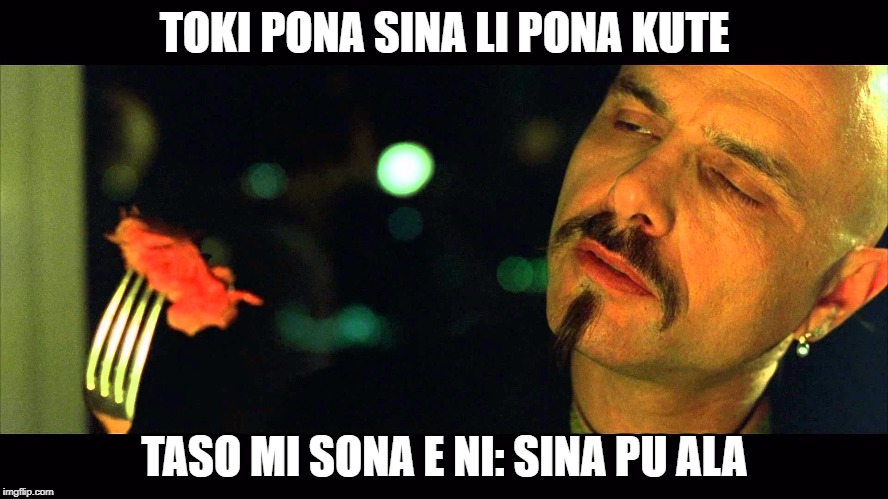 TOKI PONA SINA LI PONA KUTE
TASO MI SONA E NI: SINA PU ALA
imgflip.com